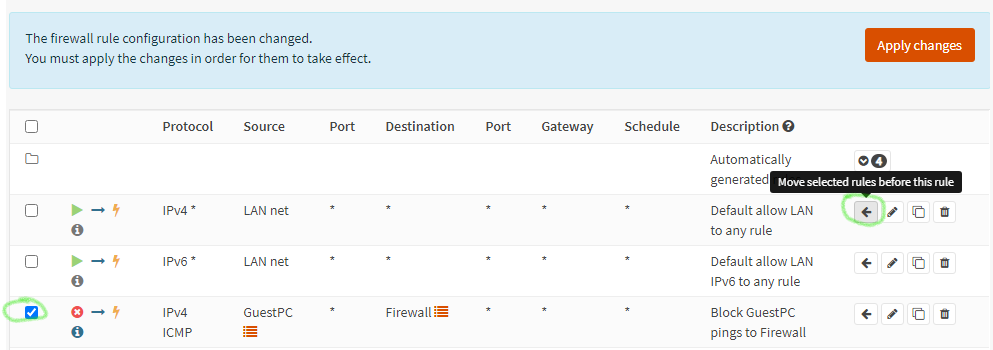 The firewall rule configuration has been changed.
You must apply the changes in order for them to take effect.
Apply changes
Protocol Source Port Destination Port Gateway Schedule Description
Automatically
generated
4
Move selected rules before this rule
IPv4 * LAN net * * * * * Default allow LAN
to any rule
IPv6 * LAN net * * * * * Default allow LAN
IPv6 to any rule
IPv4 GuestPC * Firewall * * * Block GuestPC
ICMP pings to Firewall